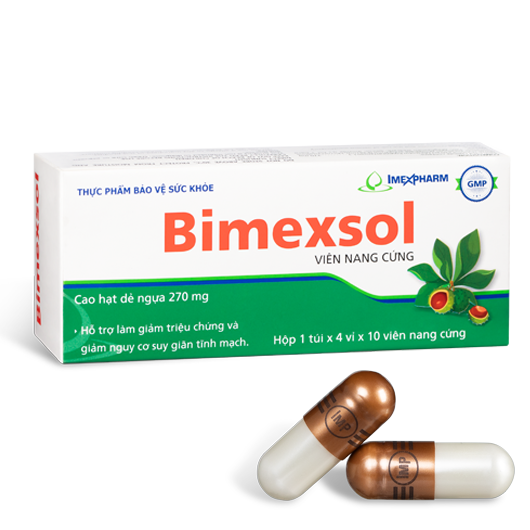 IMEXPHARM
GMP
THỰC PHẨM BẢO VỆ SỨC KHỎE
Bimexsol
VIÊN NANG CỨNG
Cao hạt dẻ ngựa 270 mg
• Hỗ trợ làm giảm triệu chứng và
giảm nguy cơ suy giãn tĩnh mạch.
Hộp 1 túi x 4 vỉ x 10 viên nang cứng
Bimexsol
IMP
IMP